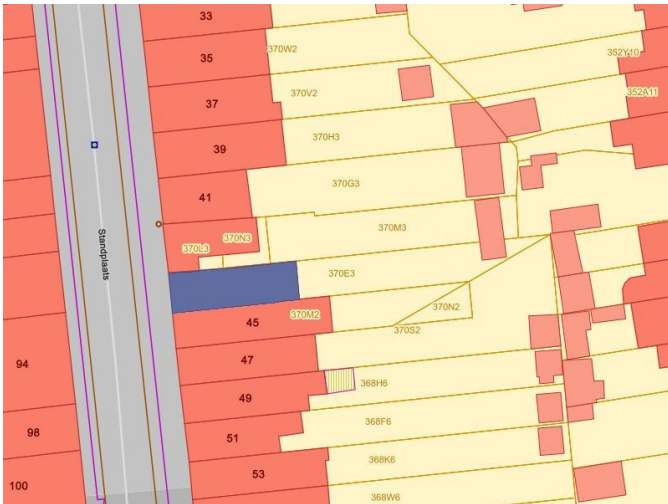 33
370W2
352Y10
35
370V2
352A11
37
370H3
39
370G3
41
370N3
370M3
370L3
Standplaats
370E3
370N2
370M2
45
370S2
47
94
368H6
49
368F6
98
51
368K6
53
100
368W6